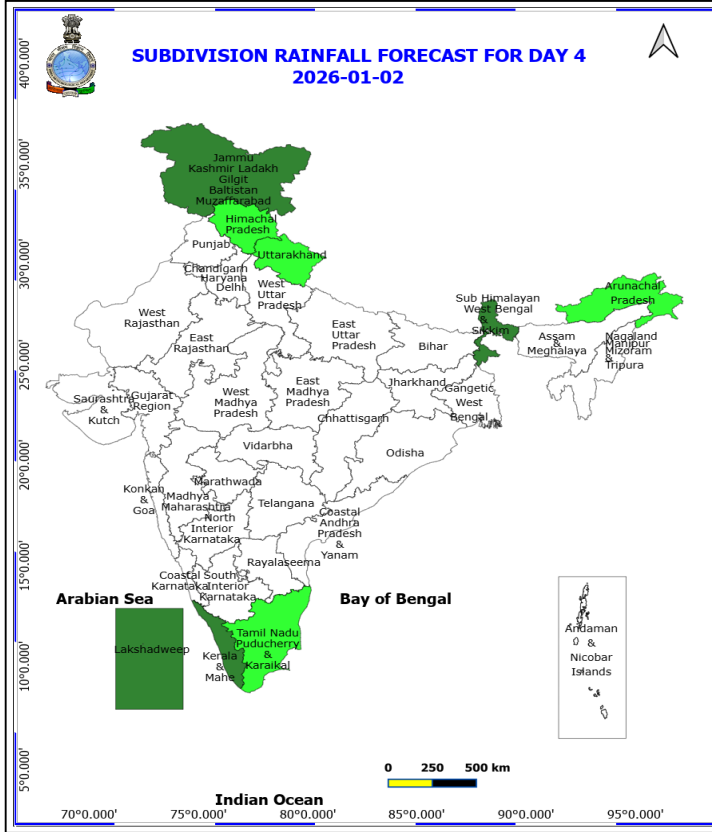 SUBDIVISION RAINFALL FORECAST FOR DAY 4
2026-01-02
40°0.000'
35°0.000'
30°0.000'
25°0.000'
20°0.000'
15°0.000'
10°0.000'
5°0.000'
Jammu
Kashmir Ladakh
Gilgit
Baltistan
Muzaffarabad
Himachal
Pradesh
Punjab
Uttarakhand
Chandigarh
Haryana
Delhi
West
Uttar
Pradesh
Arunachal
Pradesh
Sub Himalayan
West Bengal
&
Sikkim
West
Rajasthan
East
Rajasthan
East
Uttar
Pradesh
Bihar
Assam
&
Meghalaya
Nagaland
Manipur
Mizoram
&
Tripura
Saurashtra
&
Kutch
Gujarat
Region
West
Madhya
Pradesh
East
Madhya
Pradesh
Jharkhand
Gangetic
West
Bengal
Chhattisgarh
Vidarbha
Odisha
Konkan
&
Goa
Marathwada
Madhya
Maharashtra
North
Interior
Karnataka
Telangana
Coastal
Andhra
Pradesh
&
Yanam
Rayalaseema
Coastal
Karnataka
South
Interior
Karnataka
Arabian Sea
Bay of Bengal
Lakshadweep
Kerala
&
Mahe
Tamil Nadu
Puducherry
&
Karaikal
Andaman
&
Nicobar
Islands
0 250 500 km
Indian Ocean
70°0.000' 75°0.000' 80°0.000' 85°0.000' 90°0.000' 95°0.000'